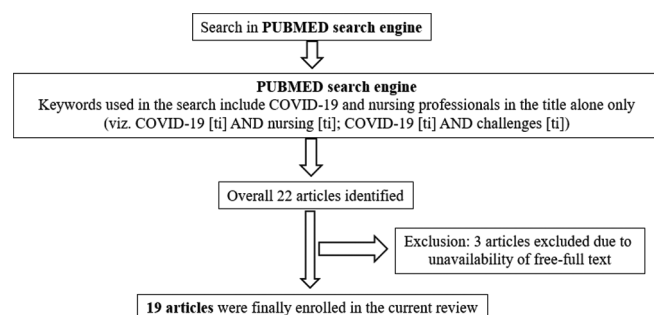 Search in PUBMED search engine
PUBMED search engine
Keywords used in the search include COVID-19 and nursing professionals in the title alone only
(viz. COVID-19 [ti] AND nursing [ti]; COVID-19 [ti] AND challenges [ti])
Overall 22 articles identified
Exclusion: 3 articles excluded due to
unavailability of free-full text
19 articles were finally enrolled in the current review